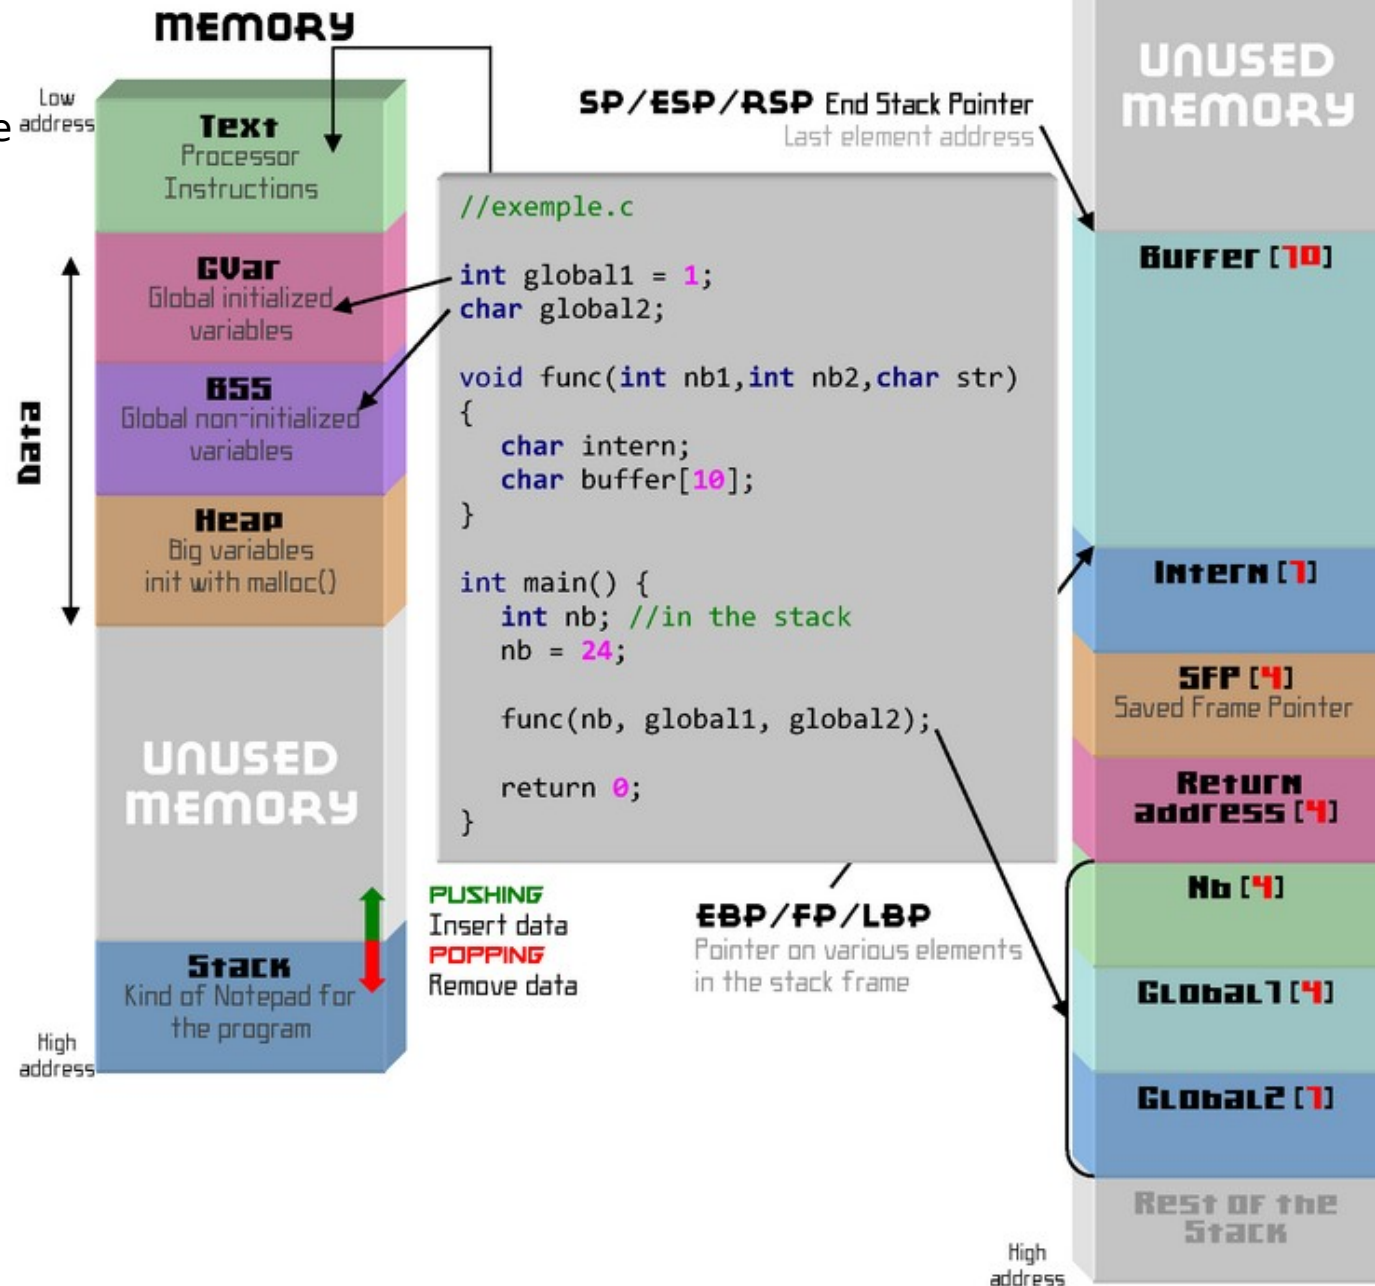 MEMORY
Low
address
e
Text
Processor
Instructions
GVar
Global initialized
variables
BSS
Global non-initialized
variables
Heap
Big variables
init with malloc()
Data
UNUSED
MEMORY
Stack
Kind of Notepad for
the program
High
address
PUSHING
Insert data
POPPING
Remove data
SP/ESP/RSP End Stack Pointer
Last element address
//exemple.c
int global1 = 1;
char global2;
void func(int nb1,int nb2,char str)
{
char intern;
char buffer[10];
}
int main() {
int nb; //in the stack
nb = 24;
func(nb, global1, global2);
return 0;
}
EBP/FP/LBP
Pointer on various elements
in the stack frame
UNUSED
MEMORY
Buffer [10]
Intern [1]
SFP [4]
Saved Frame Pointer
Return
address [4]
Nb [4]
Global1 [4]
Global2 [1]
Rest of the
Stack
High
address